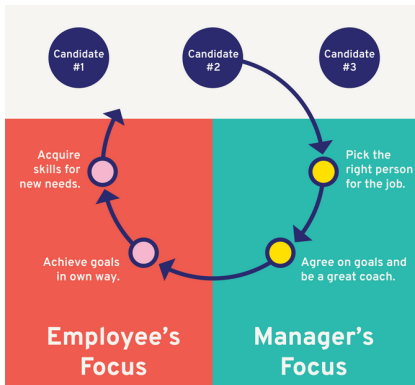 Candidate
#1
Candidate
#2
Candidate
#3
Acquire
skills for
new needs.
Pick the
right person
for the job.
Achieve goals
in own way.
Agree on goals and
be a great coach.
Employee's
Focus
Manager's
Focus